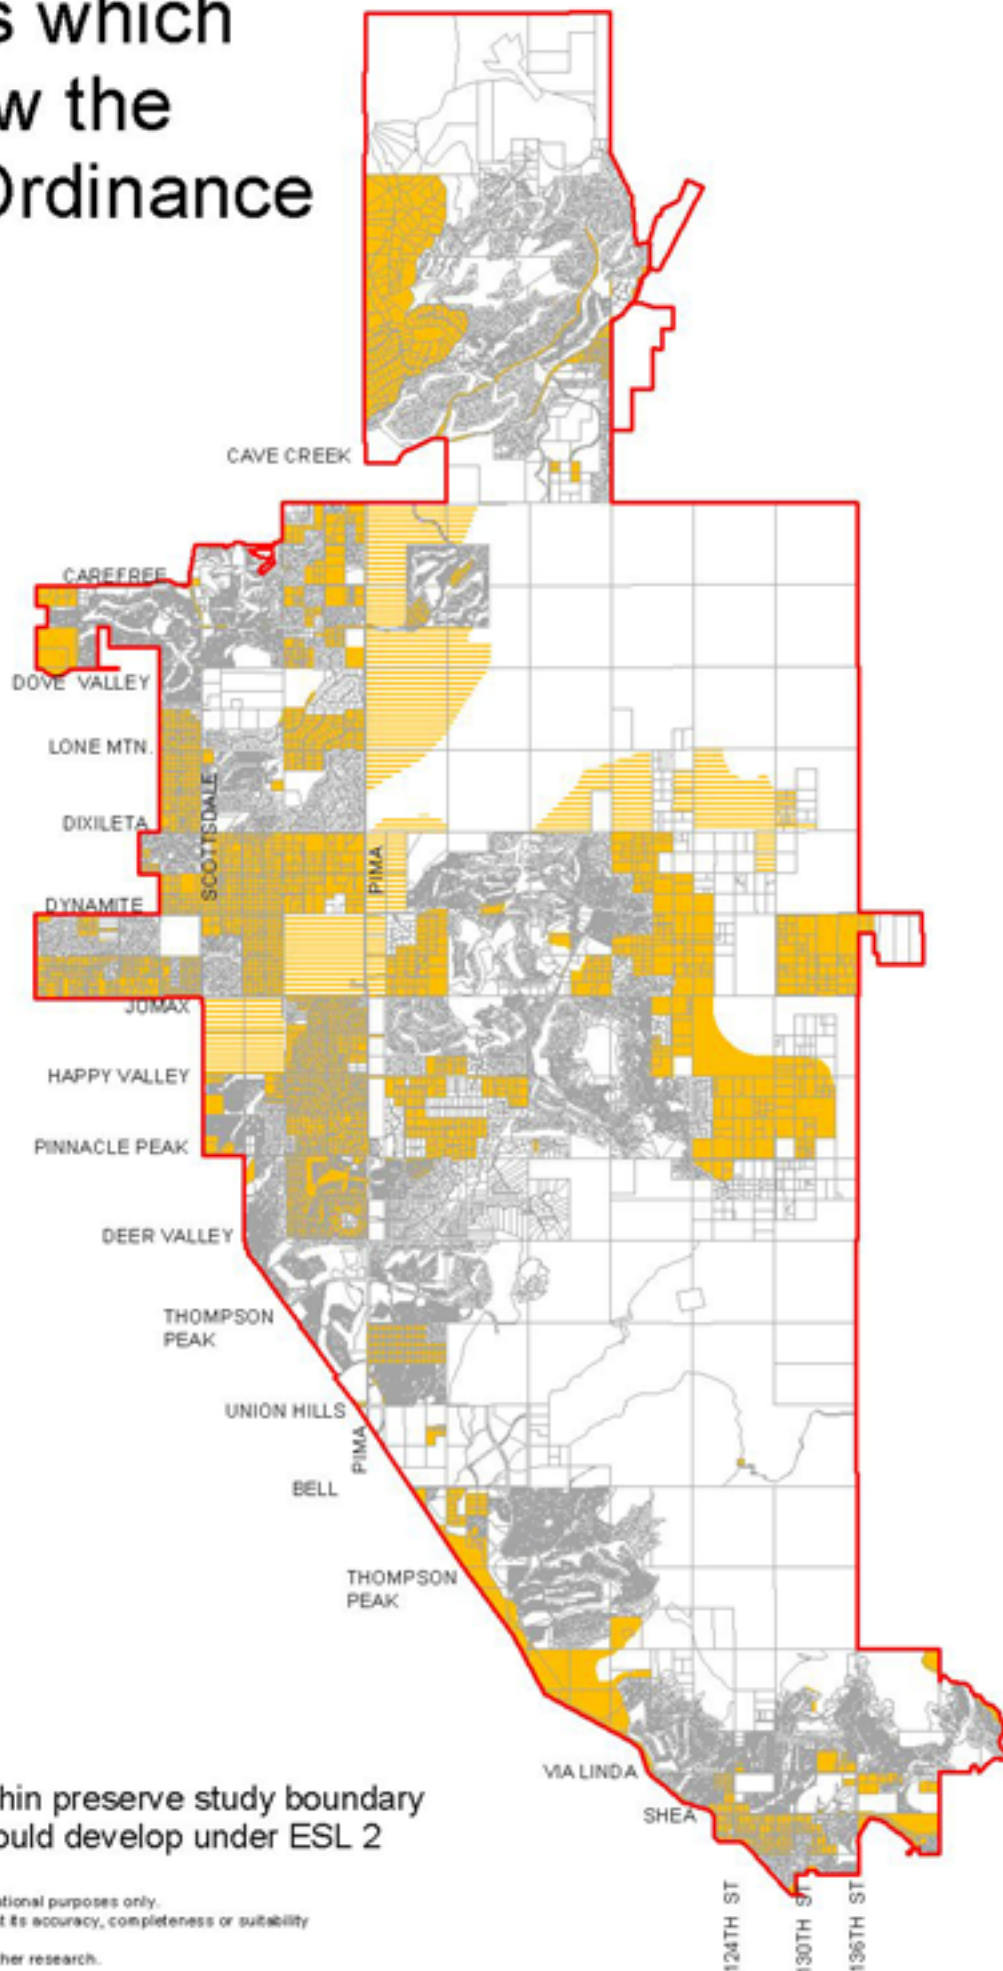 s which
w the
Ordinance
CAVE CREEK
CAREFREE
DOVE VALLEY
LONE MTN.
SCOTTSDALE
DIXILETA
PIMA
DYNAMITE
JOMAX
HAPPY VALLEY
PINNACLE PEAK
DEER VALLEY
THOMPSON
PEAK
UNION HILLS
PIMA
BELL
THOMPSON
PEAK
VIA LINDA
SHEA
hin preserve study boundary
ould develop under ESL 2
tional purposes only.
t its accuracy, completeness or suitability
her research.
124TH ST
130TH ST
136TH ST